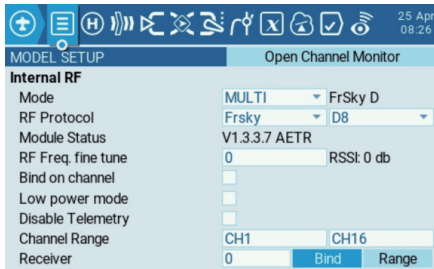 25 Apr
08:26
MODEL SETUP Open Channel Monitor
Internal RF
Mode MULTI FrSky D
RF Protocol Frsky D8
Module Status V1.3.3.7 AETR
RF Freq. fine tune 0 RSSI: 0 db
Bind on channel
Low power mode
Disable Telemetry
Channel Range CH1 CH16
Receiver 0 Bind Range